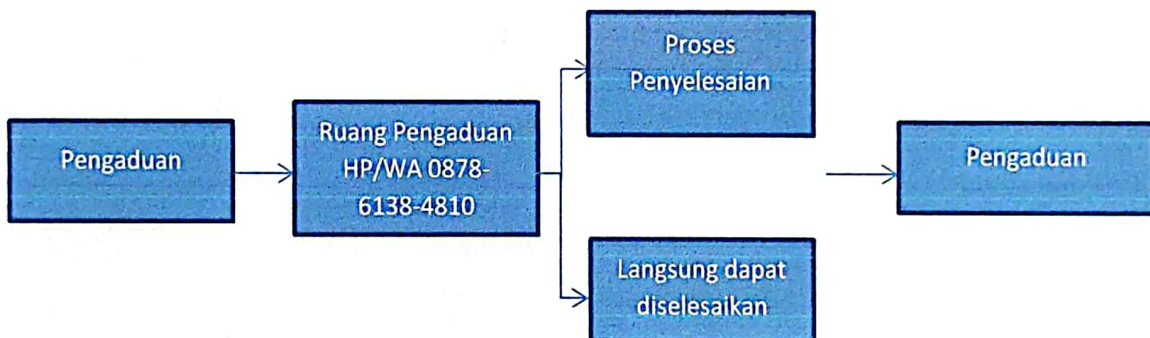 Pengaduan
Ruang Pengaduan
HP/WA 0878-
6138-4810
Proses
Penyelesaian
Langsung dapat
diselesaikan
Pengaduan